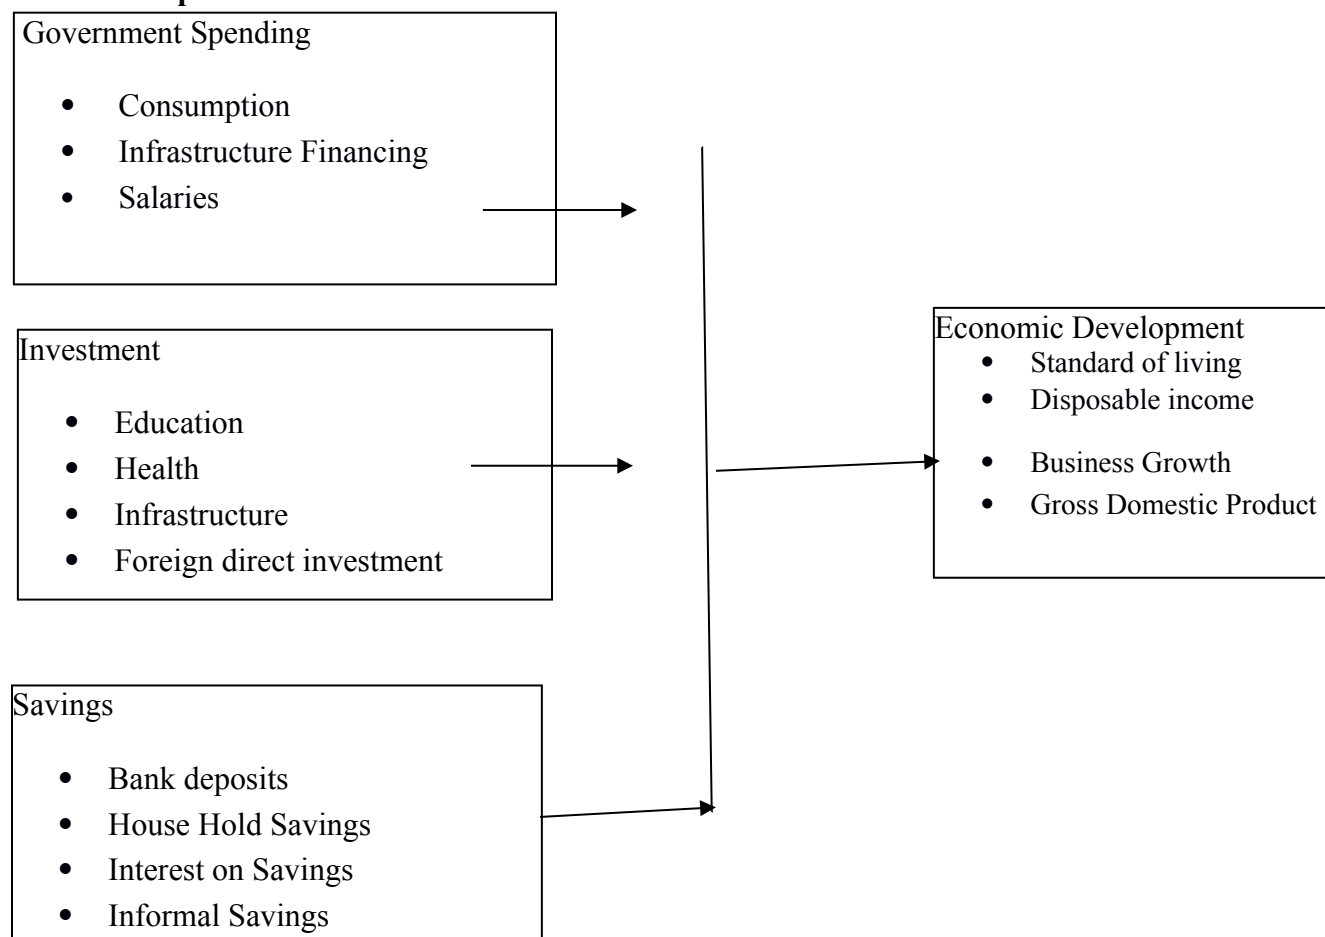 Government Spending
• Consumption
• Infrastructure Financing
• Salaries
Investment
• Education
• Health
• Infrastructure
• Foreign direct investment
Economic Development
• Standard of living
• Disposable income
• Business Growth
• Gross Domestic Product
Savings
• Bank deposits
• House Hold Savings
• Interest on Savings
• Informal Savings